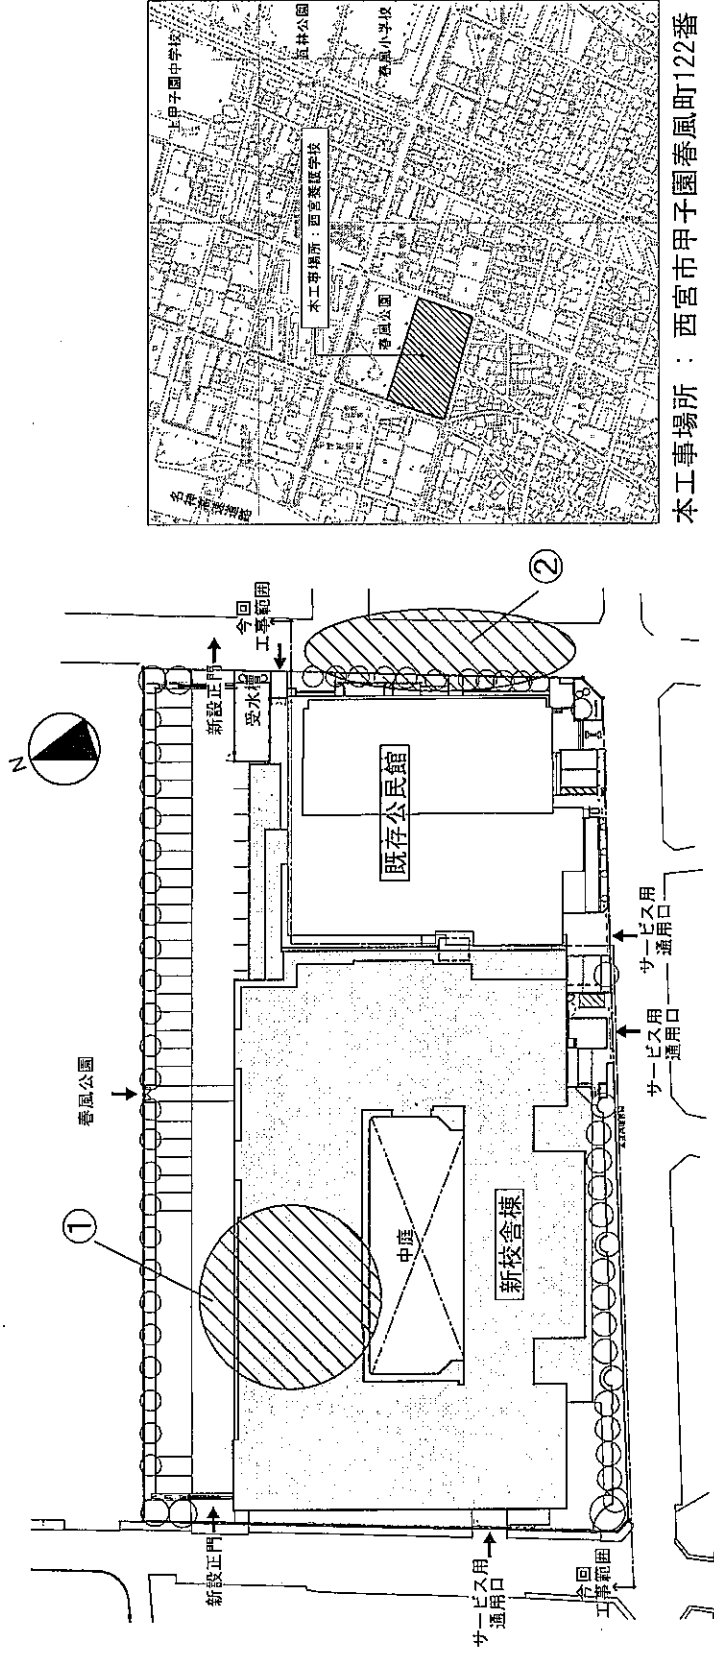 N
①
②
春風公園
新設正門
受水槽
今回
工事範囲
既存公民館
中庭
新校舎棟
新設正門
サービス用
通用口
今回
工事範囲
サービス用
通用口
サービス用
通用口
名神高速道路
上甲子園中学校
春風小学校
本工事場所：西宮養護学校
春風公園
本工事場所：西宮市甲子園春風町122番